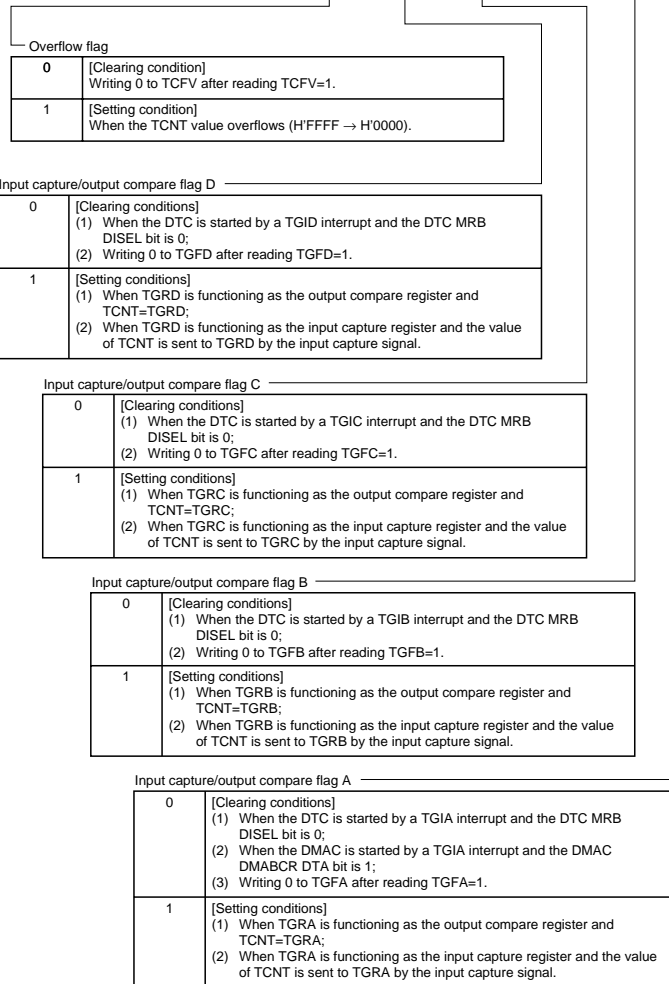 Overflow flag
0 [Clearing condition]
Writing 0 to TCFV after reading TCFV=1.
1 [Setting condition]
When the TCNT value overflows (H'FFFF → H'0000).
Input capture/output compare flag D
0 [Clearing conditions]
(1) When the DTC is started by a TGID interrupt and the DTC MRB
DISEL bit is 0;
(2) Writing 0 to TGFD after reading TGFD=1.
1 [Setting conditions]
(1) When TGRD is functioning as the output compare register and
TCNT=TGRD;
(2) When TGRD is functioning as the input capture register and the value
of TCNT is sent to TGRD by the input capture signal.
Input capture/output compare flag C
0 [Clearing conditions]
(1) When the DTC is started by a TGIC interrupt and the DTC MRB
DISEL bit is 0;
(2) Writing 0 to TGFC after reading TGFC=1.
1 [Setting conditions]
(1) When TGRC is functioning as the output compare register and
TCNT=TGRC;
(2) When TGRC is functioning as the input capture register and the value
of TCNT is sent to TGRC by the input capture signal.
Input capture/output compare flag B
0 [Clearing conditions]
(1) When the DTC is started by a TGIB interrupt and the DTC MRB
DISEL bit is 0;
(2) Writing 0 to TGFB after reading TGFB=1.
1 [Setting conditions]
(1) When TGRB is functioning as the output compare register and
TCNT=TGRB;
(2) When TGRB is functioning as the input capture register and the value
of TCNT is sent to TGRB by the input capture signal.
Input capture/output compare flag A
0 [Clearing conditions]
(1) When the DTC is started by a TGIA interrupt and the DTC MRB
DISEL bit is 0;
(2) When the DMAC is started by a TGIA interrupt and the DMAC
DMABCR DTA bit is 1;
(3) Writing 0 to TGFA after reading TGFA=1.
1 [Setting conditions]
(1) When TGRA is functioning as the output compare register and
TCNT=TGRA;
(2) When TGRA is functioning as the input capture register and the value
of TCNT is sent to TGRA by the input capture signal.